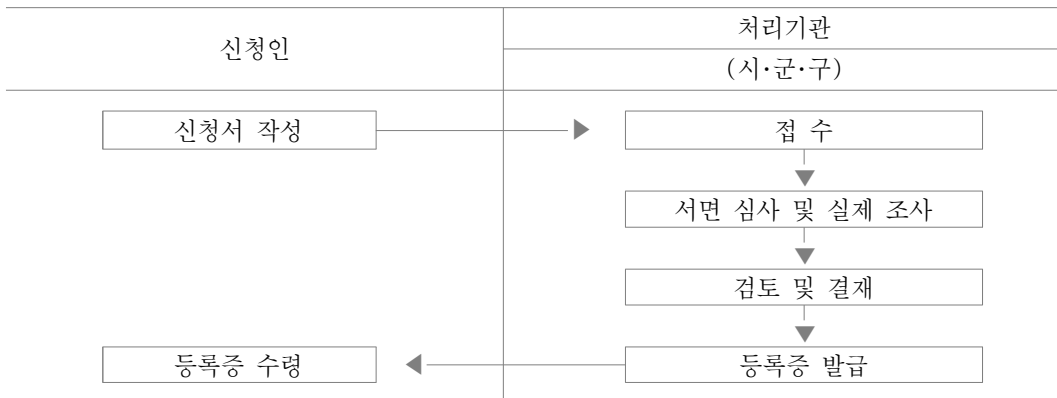 신청인
처리기관
(시·군·구)
신청서 작성
접 수
서면 심사 및 실제 조사
검토 및 결재
등록증 수령
등록증 발급